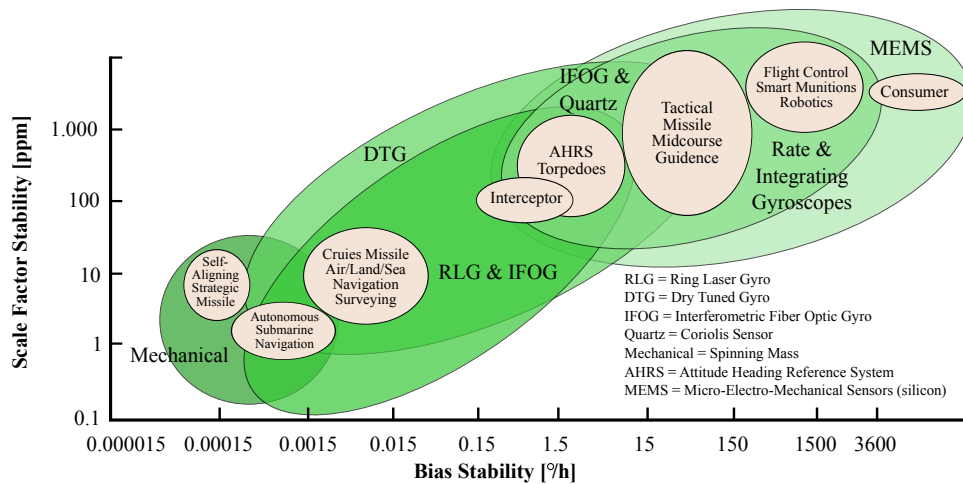 Scale Factor Stability [ppm]
1.000
100
10
1
0.1
0.000015
0.00015
0.0015
0.015
0.15
1.5
15
150
1500
3600
Bias Stability [°/h]
MEMS
IFOG &
Quartz
DTG
RLG & IFOG
Mechanical
Rate &
Integrating
Gyroscopes
Flight Control
Smart Munitions
Robotics
Consumer
Tactical
Missile
Midcourse
Guidence
AHRS
Torpedoes
Interceptor
Cruies Missile
Air/Land/Sea
Navigation
Surveying
Self-
Aligning
Strategic
Missile
Autonomous
Submarine
Navigation
RLG = Ring Laser Gyro
DTG = Dry Tuned Gyro
IFOG = Interferometric Fiber Optic Gyro
Quartz = Coriolis Sensor
Mechanical = Spinning Mass
AHRS = Attitude Heading Reference System
MEMS = Micro-Electro-Mechanical Sensors (silicon)